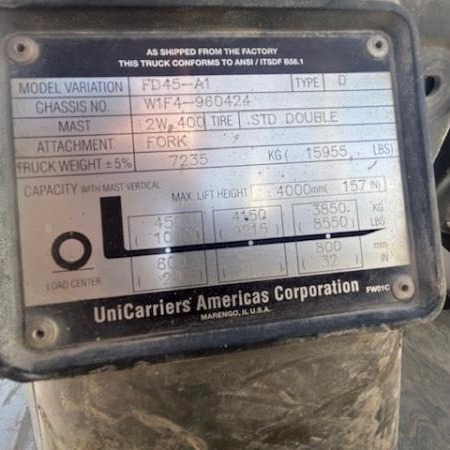 AS SHIPPED FROM THE FACTORY
THIS TRUCK CONFORMS TO ANSI / ITSDF B56.1
MODEL VARIATION FD45-A1 TYPE D
CHASSIS NO. W1F4-960424
MAST 2W, 400 TIRE STD DOUBLE
ATTACHMENT FORK
TRUCK WEIGHT ± 5% 7235 KG ( 15955 LBS)
CAPACITY WITH MAST VERTICAL MAX. LIFT HEIGHT 4000mm( 157 IN)
4150 3850 KG
( 9215 ) ( 8550) LBS
800 mm
( 32 ) IN
LOAD CENTER
UniCarriers Americas Corporation FW01C
MARENGO, IL U.S.A.